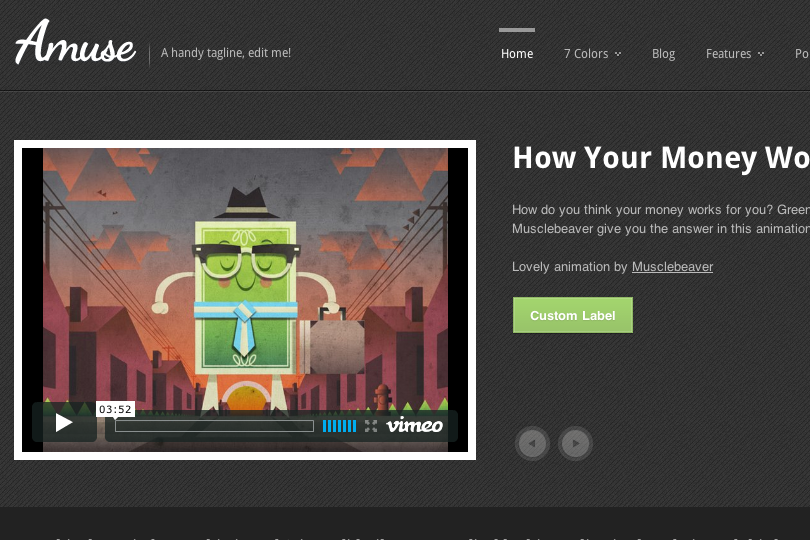 Amuse
A handy tagline, edit me!
Home
7 Colors
Blog
Features
Po
How Your Money Wo
How do you think your money works for you? Green
Musclebeaver give you the answer in this animation
Lovely animation by Musclebeaver
Custom Label
03:52
vimeo